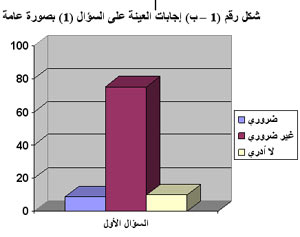 شكل رقم (1 – ب) إجابات العينة على السؤال (1) بصورة عامة
100
80
60
40
20
0
ضروري
غير ضروري
لا أدري
السؤال الأول